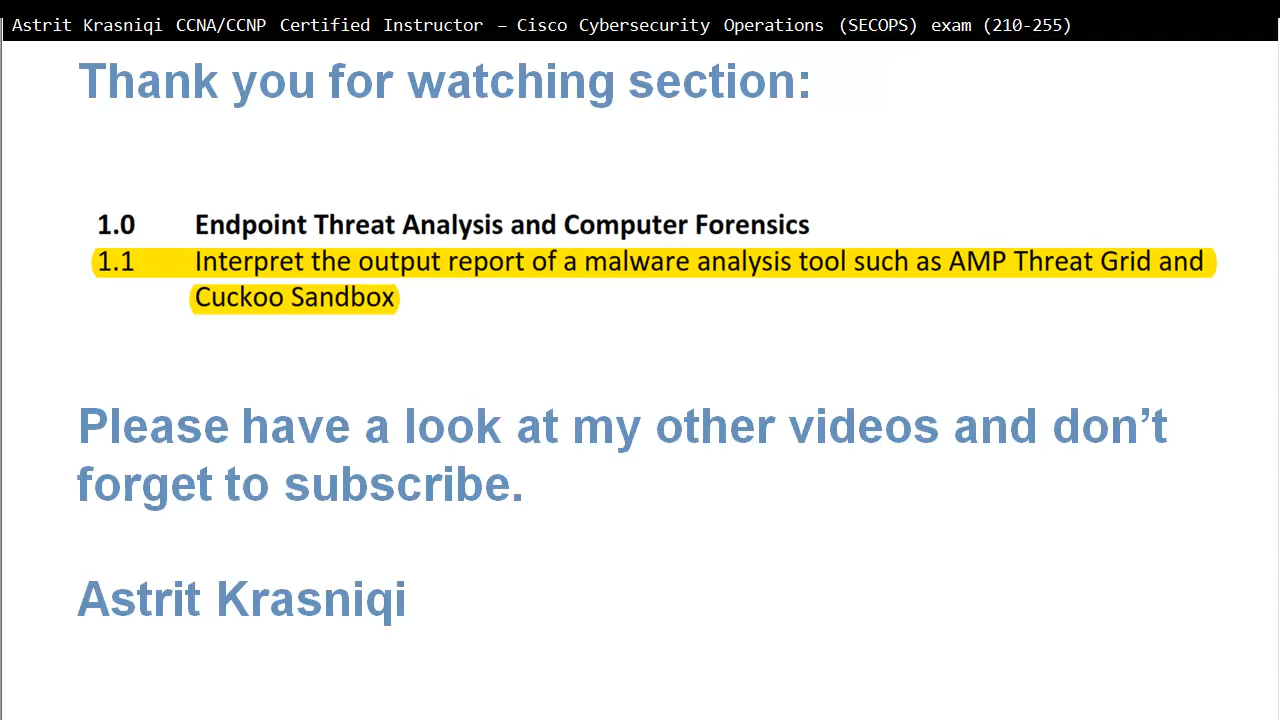 Astrit Krasniqi CCNA/CCNP Certified Instructor – Cisco Cybersecurity Operations (SECOPS) exam (210-255)
Thank you for watching section:
1.0 Endpoint Threat Analysis and Computer Forensics
1.1 Interpret the output report of a malware analysis tool such as AMP Threat Grid and
Cuckoo Sandbox
Please have a look at my other videos and don’t
forget to subscribe.
Astrit Krasniqi